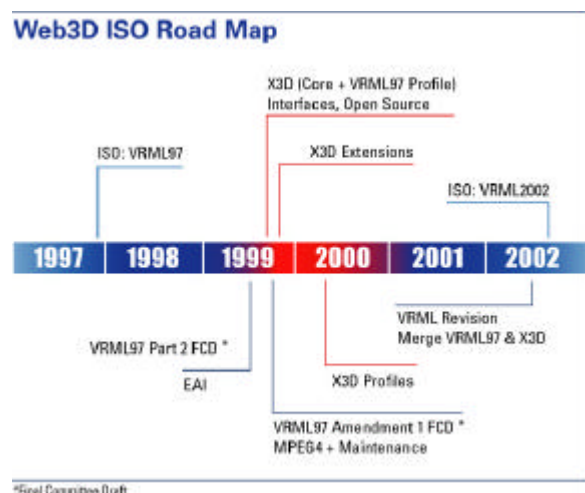 Web3D ISO Road Map
X3D (Core + VRML97 Profile)
Interfaces, Open Source
ISO: VRML97
X3D Extensions
ISO: VRML2002
1997 1998 1999 2000 2001 2002
VRML Revision
Merge VRML97 & X3D
VRML97 Part 2 FCD *
EAI
X3D Profiles
VRML97 Amendment 1 FCD *
MPEG4 + Maintenance
*Final Committee Draft